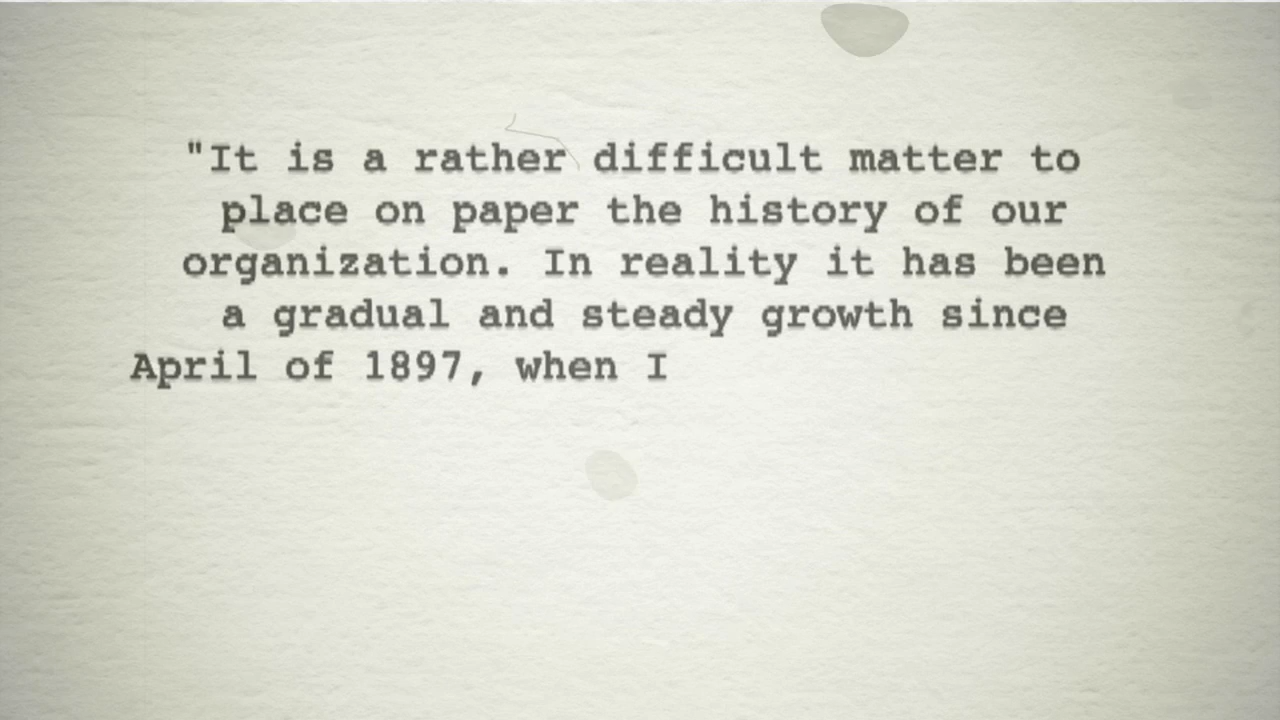 "It is a rather difficult matter to
place on paper the history of our
organization. In reality it has been
a gradual and steady growth since
April of 1897, when I